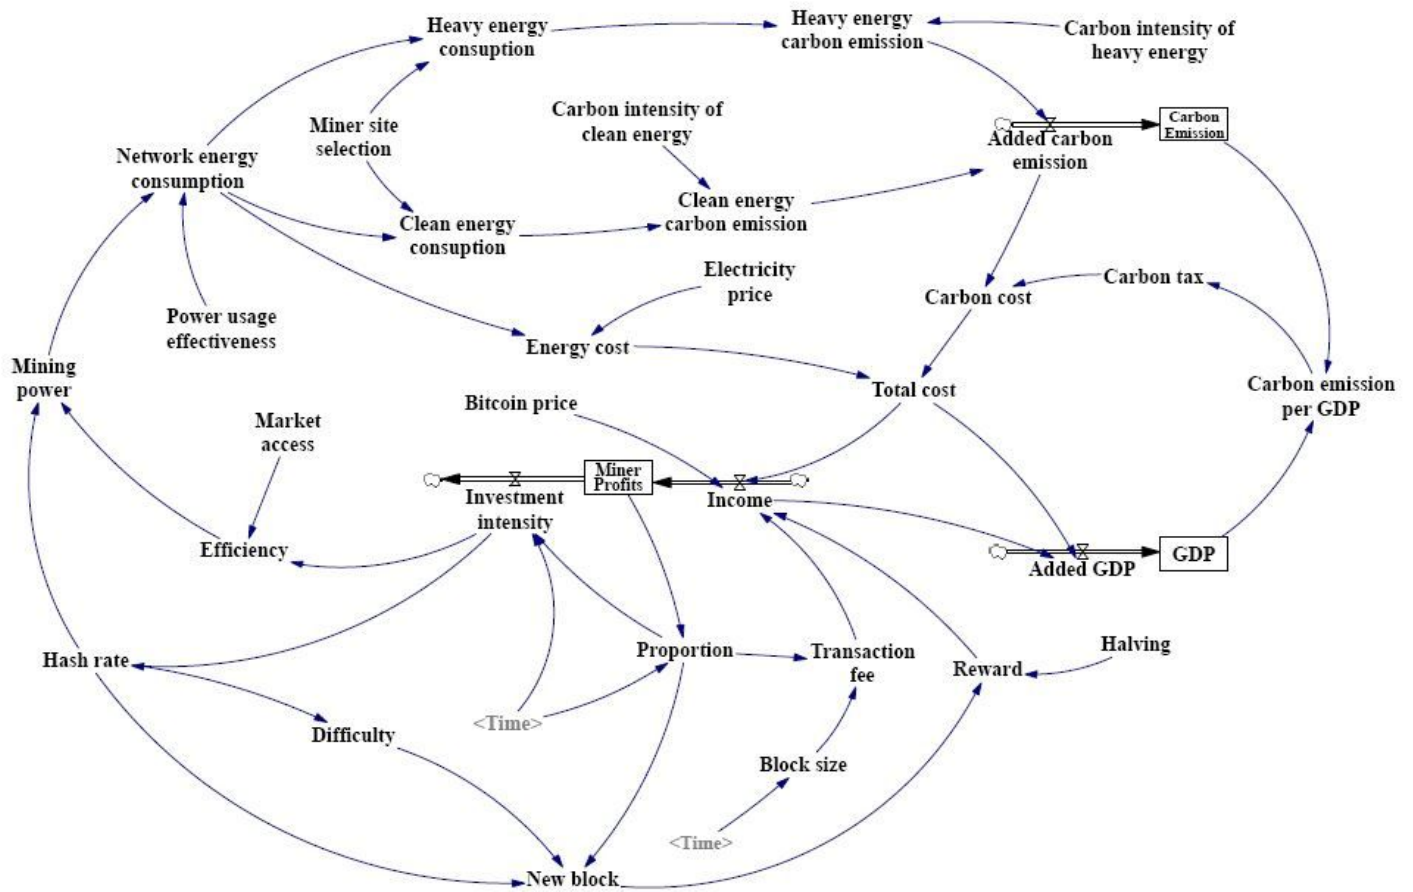 Heavy energy
consuption
Heavy energy
carbon emission
Carbon intensity of
heavy energy
Carbon intensity of
clean energy
Miner site
selection
Carbon
Emission
Added carbon
emission
Network energy
consumption
Clean energy
carbon emission
Clean energy
consuption
Electricity
price
Carbon tax
Carbon cost
Power usage
effectiveness
Energy cost
Mining
power
Total cost
Carbon emission
per GDP
Bitcoin price
Market
access
Miner
Profits
Investment
intensity
Income
Efficiency
GDP
Added GDP
Hash rate
Proportion
Transaction
fee
Reward
Halving
<Time>
Difficulty
Block size
<Time>
New block